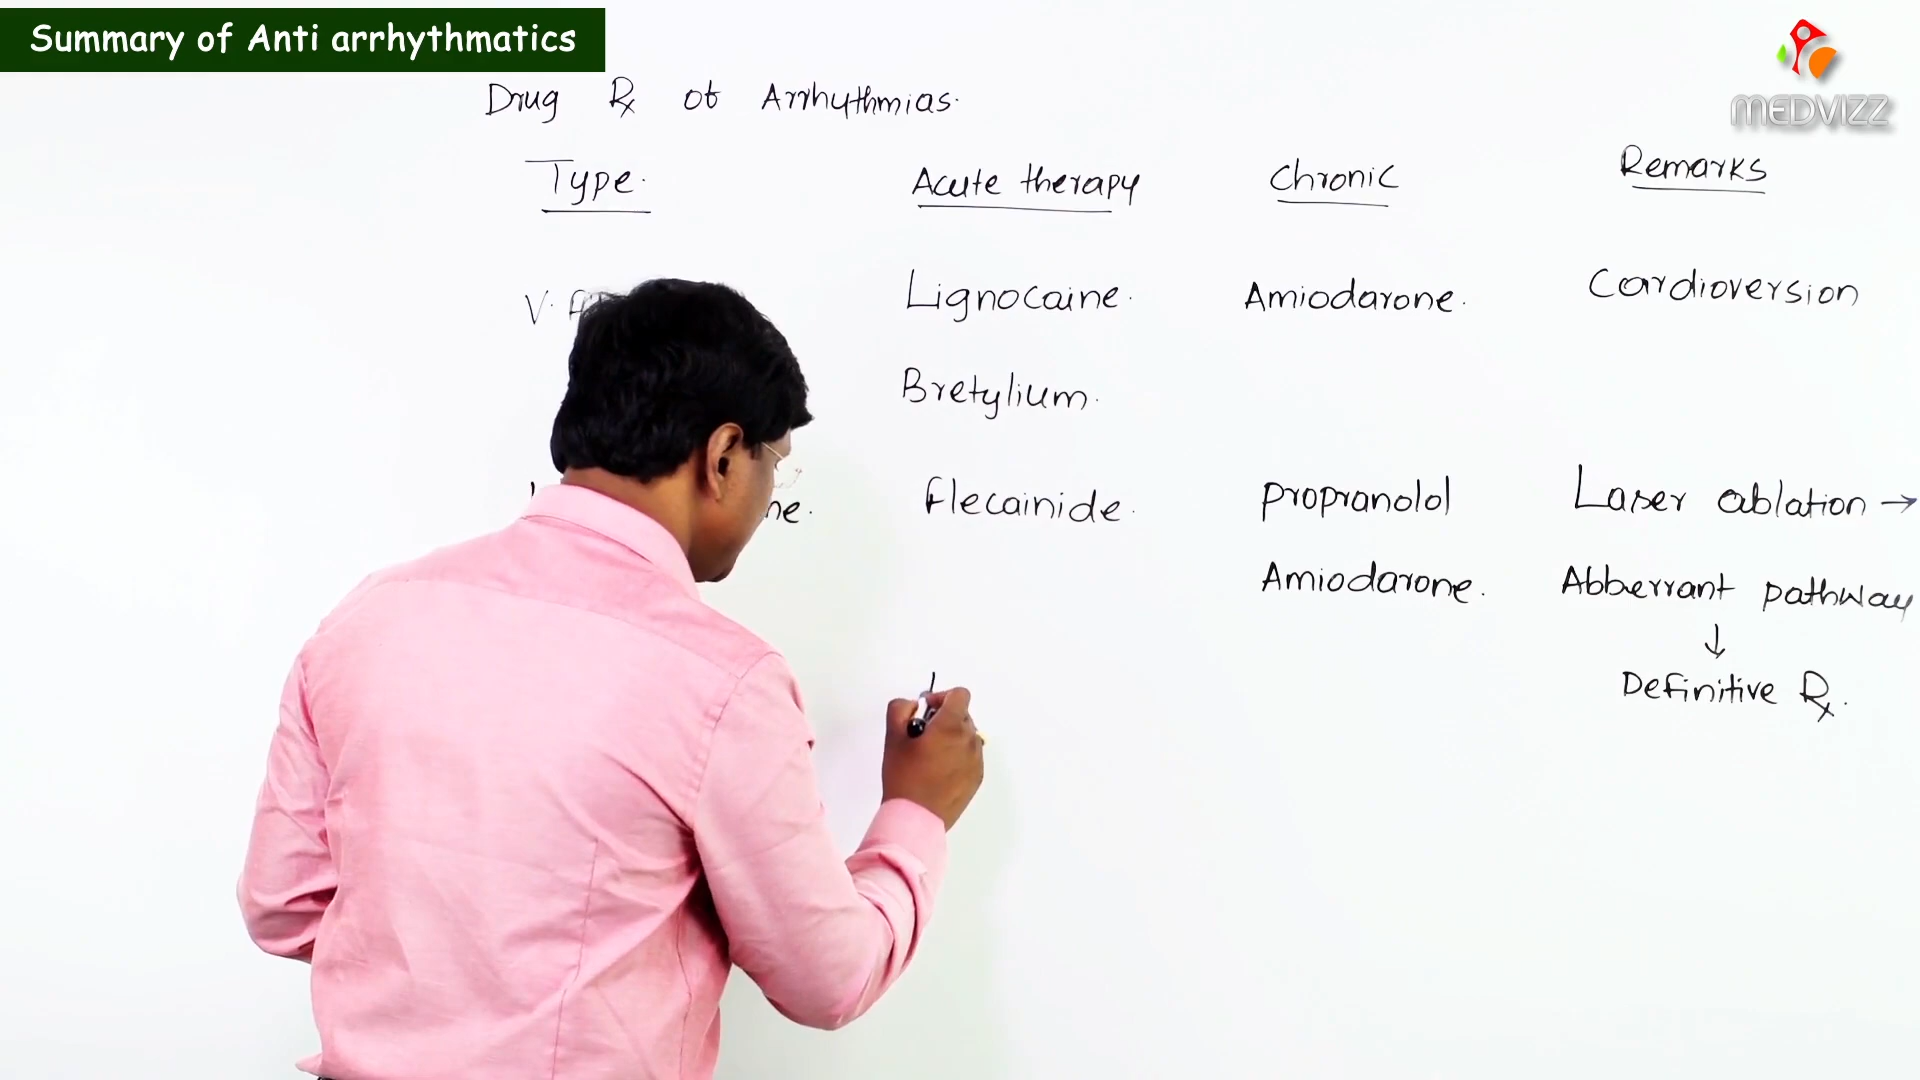 Summary of Anti arrhythmatics
MEDVIZZ
Drug Rx of Arrhythmias.
Type. Acute therapy Chronic Remarks
V. Lignocaine. Amiodarone. Cardioversion
Bretylium.
Flecainide. Propranolol Laser ablation →
Amiodarone. Abberrant pathway
↓
Definitive Rx.